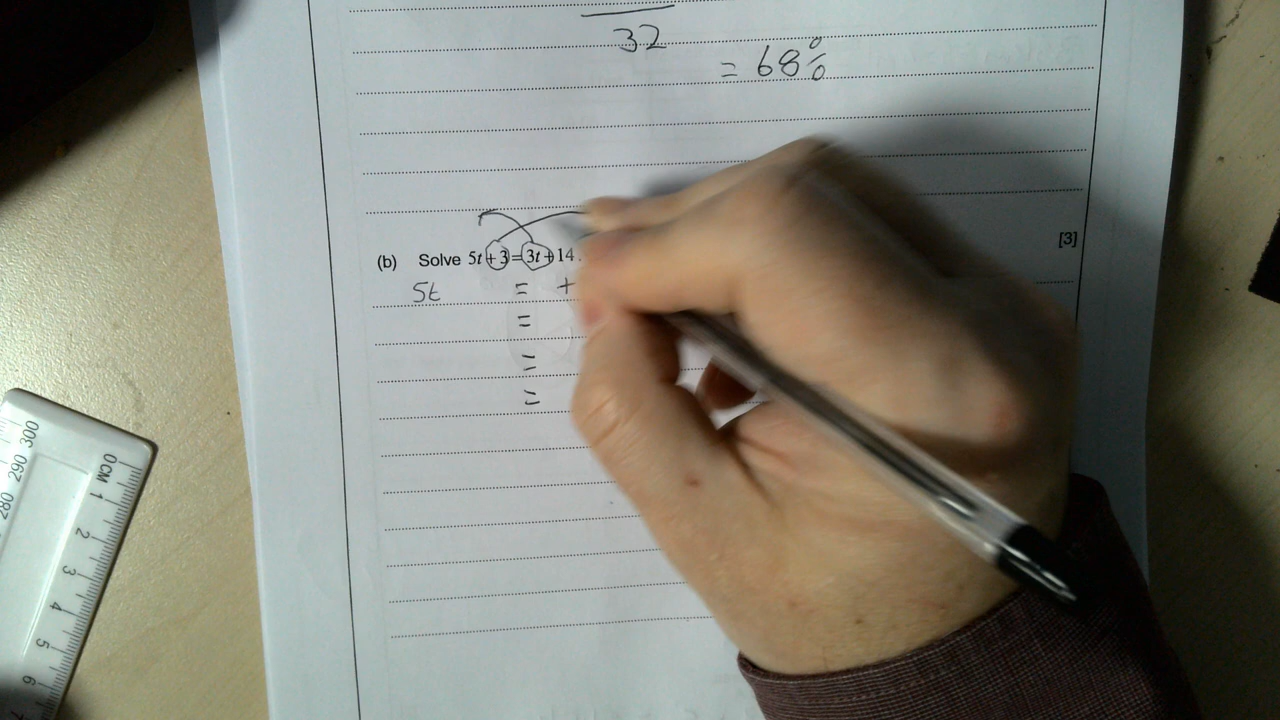 32
= 68%
[3]
(b) Solve 5t + 3 = 3t + 14.
5t = +
=
=
=
280 290 300
0CM 1 2 3 4 5 6